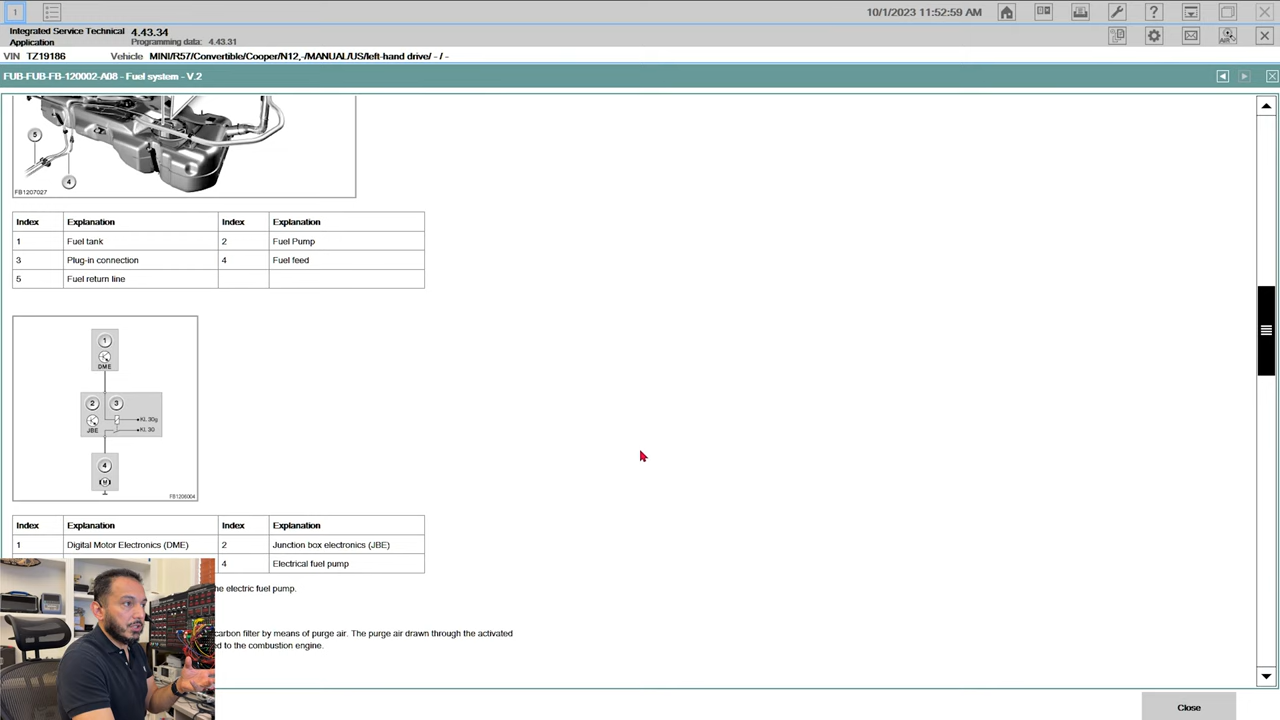 1
10/1/2023 11:52:59 AM
Integrated Service Technical Application 4.43.34
Programming data: 4.43.31
VIN TZ19186 Vehicle MINI/R57/Convertible/Cooper/N12,-/MANUAL/US/left-hand drive/ - / -
FUB-FUB-FB-120002-A08 - Fuel system - V.2
5
4
FB1207027
Index Explanation Index Explanation
1 Fuel tank 2 Fuel Pump
3 Plug-in connection 4 Fuel feed
5 Fuel return line
1
DME
2 3
Kl. 30g
JBE Kl. 30
4
M
FB1206004
Index Explanation Index Explanation
1 Digital Motor Electronics (DME) 2 Junction box electronics (JBE)
4 Electrical fuel pump
he electric fuel pump.
carbon filter by means of purge air. The purge air drawn through the activated
ed to the combustion engine.
Close